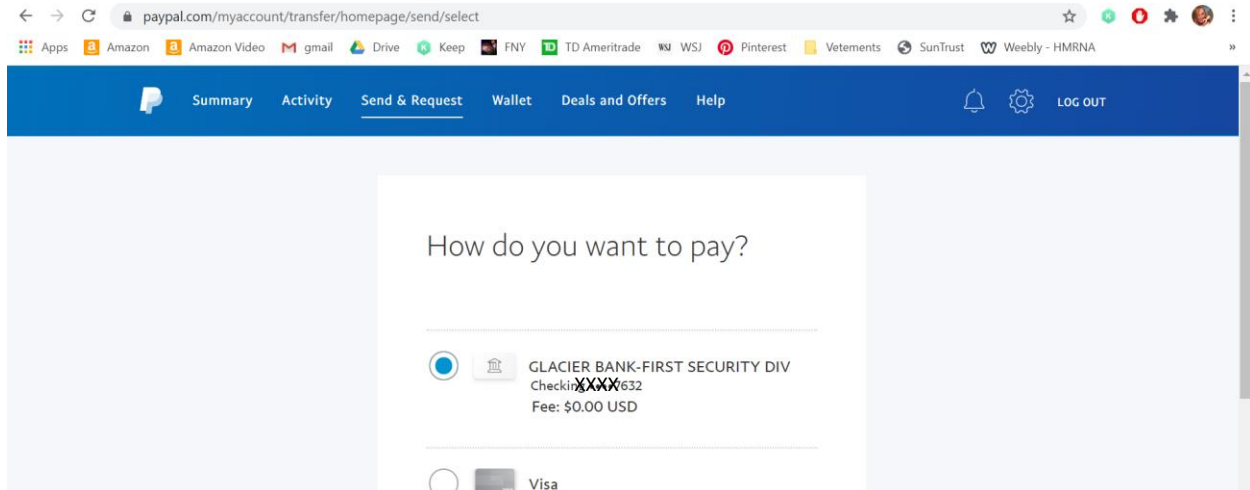 paypal.com/myaccount/transfer/homepage/send/select
Apps Amazon Amazon Video gmail Drive Keep FNY TD Ameritrade WSJ WSJ Pinterest Vetements SunTrust Weebly - HMRNA »
Summary Activity Send & Request Wallet Deals and Offers Help LOG OUT
How do you want to pay?
GLACIER BANK-FIRST SECURITY DIV
Checking XXXX7632
Fee: $0.00 USD
Visa